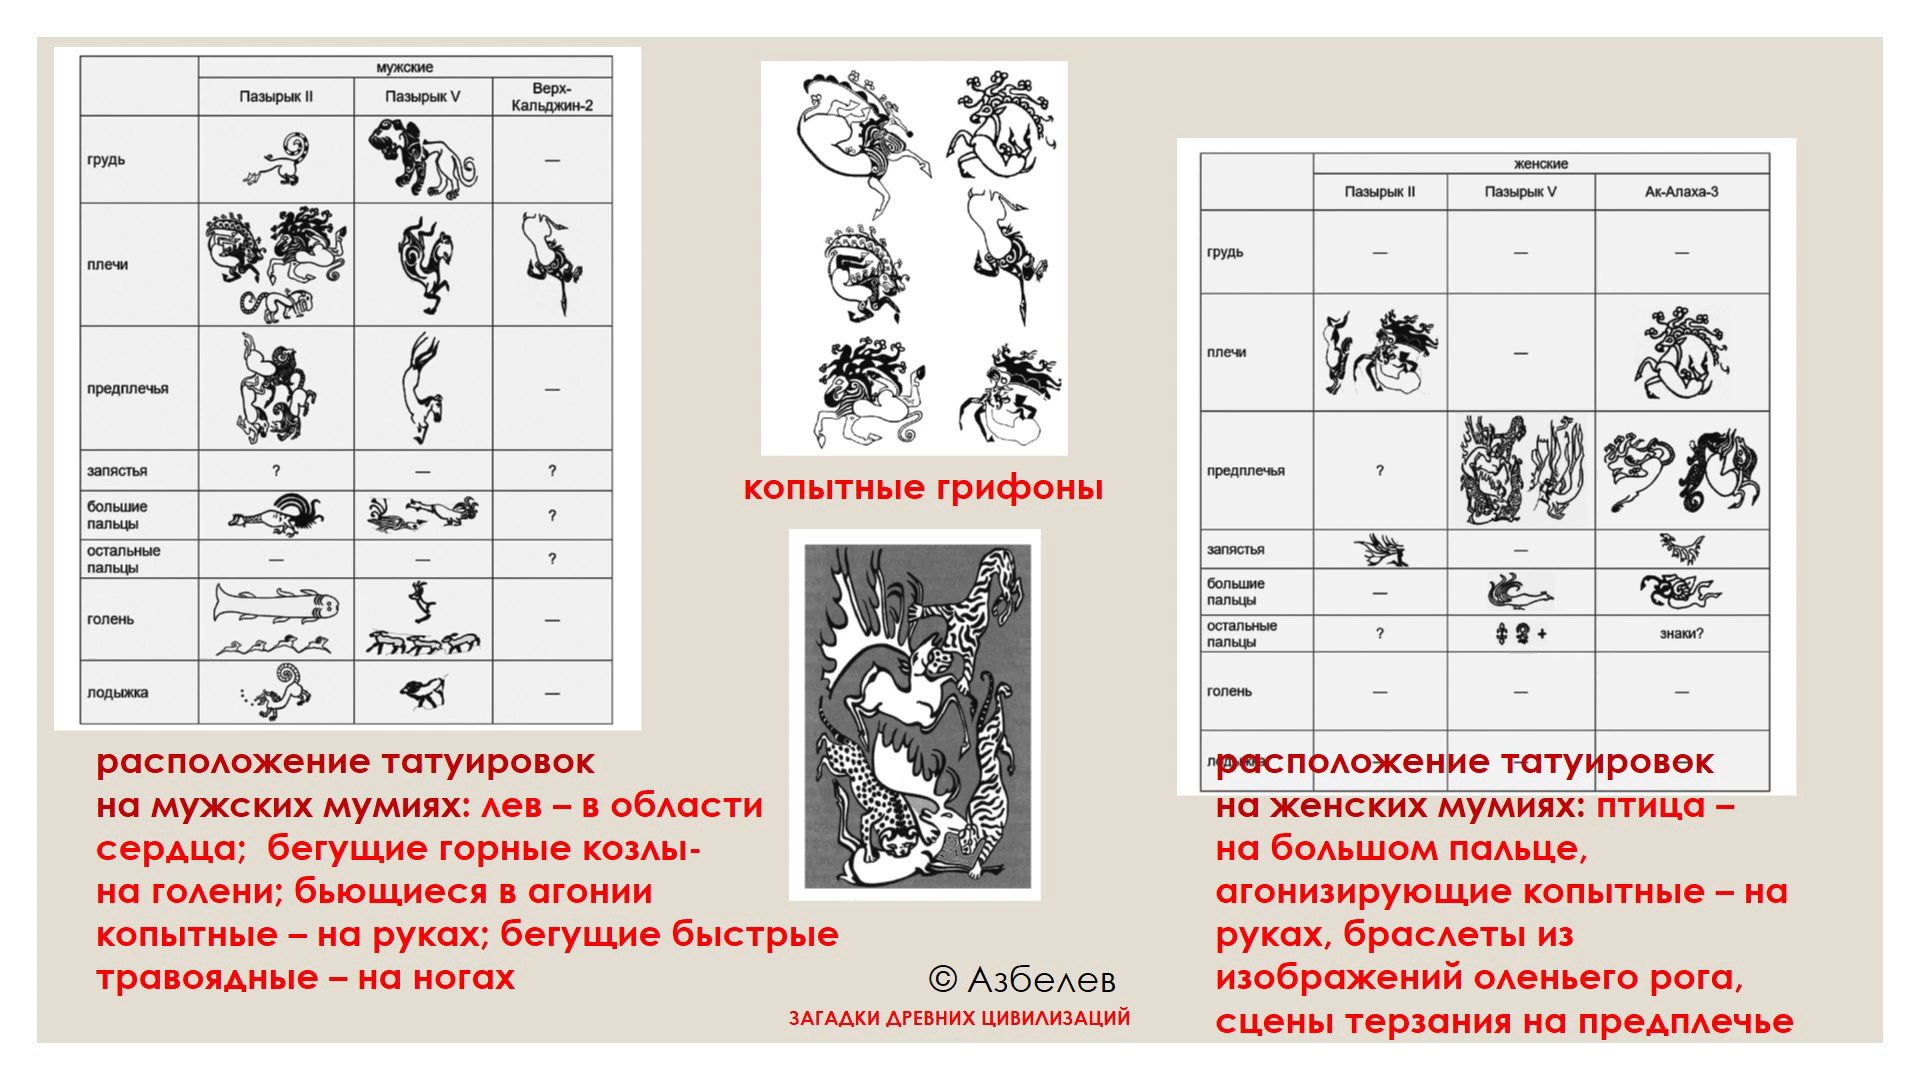 мужские
Пазырык II Пазырык V Верх-
Кальджин-2
грудь —
плечи
предплечья —
запястья ? — ?
большие
пальцы ?
остальные
пальцы — — ?
голень —
лодыжка —
расположение татуировок
на мужских мумиях: лев – в области
сердца; бегущие горные козлы-
на голени; бьющиеся в агонии
копытные – на руках; бегущие быстрые
травоядные – на ногах
копытные грифоны
© Азбелев
ЗАГАДКИ ДРЕВНИХ ЦИВИЛИЗАЦИЙ
женские
Пазырык II Пазырык V Ак-Алаха-3
грудь — — —
плечи —
предплечья ?
запястья —
большие
пальцы —
остальные
пальцы ? + знаки?
голень — — —
лодыжка — — —
расположение татуировок
на женских мумиях: птица –
на большом пальце,
агонизирующие копытные – на
руках, браслеты из
изображений оленьего рога,
сцены терзания на предплечье